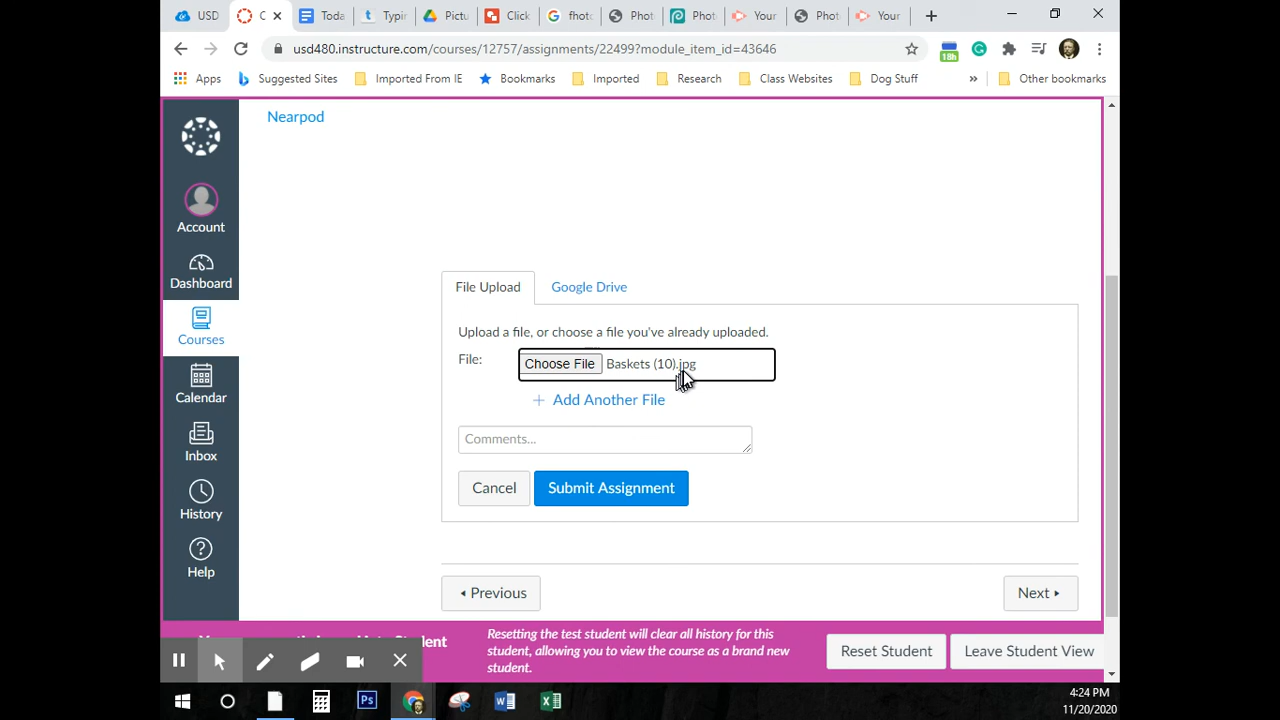 USD
C
Toda
Typin
Pictu
Click
fhoto
Phot
Phot
Your
Phot
Your
usd480.instructure.com/courses/12757/assignments/22499?module_item_id=43646
18h
Apps
Suggested Sites
Imported From IE
Bookmarks
Imported
Research
Class Websites
Dog Stuff
»
Other bookmarks
Nearpod
Account
Dashboard
Courses
Calendar
Inbox
History
Help
File Upload
Google Drive
Upload a file, or choose a file you've already uploaded.
File:
Choose File Baskets (10).jpg
+ Add Another File
Comments...
Cancel
Submit Assignment
Previous
Next
Resetting the test student will clear all history for this
student, allowing you to view the course as a brand new
student.
Reset Student
Leave Student View
Ps
4:24 PM
11/20/2020